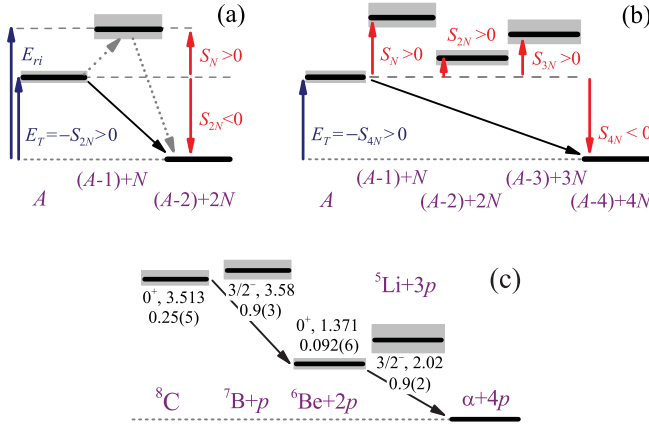 (a)
E_ri
S_N>0
E_T=−S_2N>0
S_2N<0
(A-1)+N
A
(A-2)+2N
(b)
S_N>0
S_2N>0
S_3N>0
E_T=−S_4N>0
S_4N<0
(A-1)+N
(A-3)+3N
A
(A-2)+2N
(A-4)+4N
(c)
⁵Li+3p
0⁺, 3.513
0.25(5)
3/2⁻, 3.58
0.9(3)
0⁺, 1.371
0.092(6)
3/2⁻, 2.02
0.9(2)
⁸C
⁷B+p
⁶Be+2p
α+4p